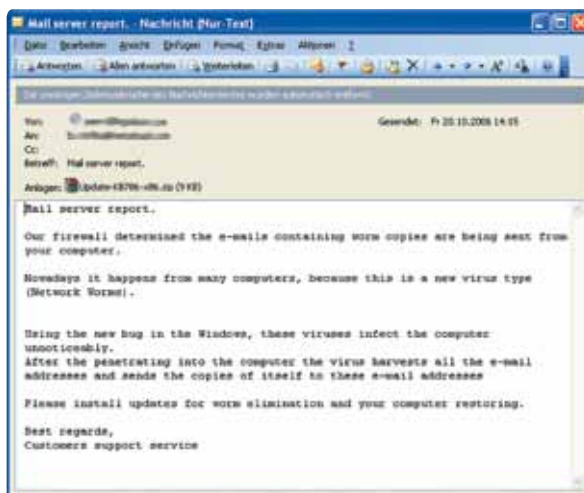 Mail server report. - Nachricht (Nur-Text)
Datei Bearbeiten Ansicht Einfügen Format Extras Aktionen ?
Antworten Allen antworten Weiterleiten
Von: Gesendet: Fr 20.10.2006 14:05
An:
Cc:
Betreff: Mail server report.
Anlagen: Update-KB706-x86.zip (9 KB)
Mail server report.
Our firewall determined the e-mails containing worm copies are being sent from
your computer.
Nowadays it happens from many computers, because this is a new virus type
(Network Worms).
Using the new bug in the Windows, these viruses infect the computer
unnoticeably.
After the penetrating into the computer the virus harvests all the e-mail
addresses and sends the copies of itself to these e-mail addresses
Please install updates for worm elimination and your computer restoring.
Best regards,
Customers support service